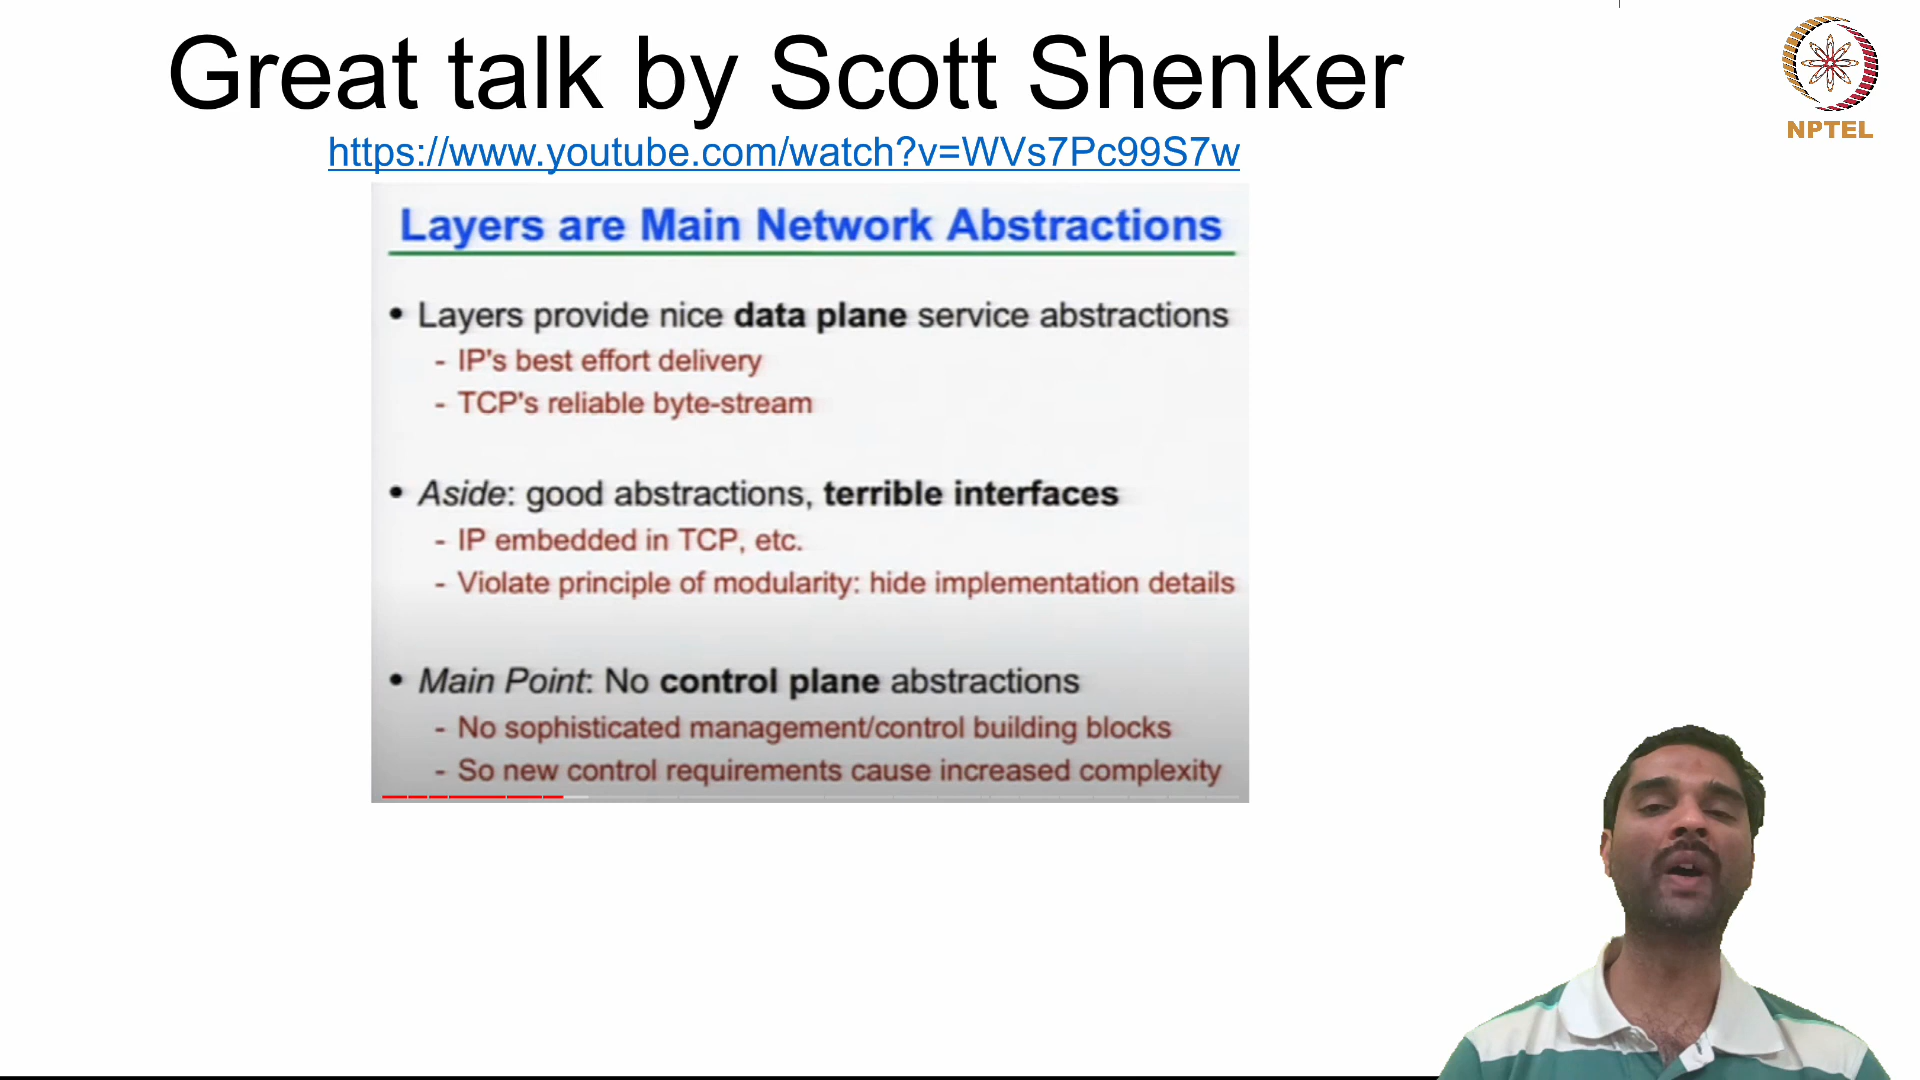 Great talk by Scott Shenker
https://www.youtube.com/watch?v=WVs7Pc99S7w
NPTEL
Layers are Main Network Abstractions
• Layers provide nice data plane service abstractions
- IP's best effort delivery
- TCP's reliable byte-stream
• Aside: good abstractions, terrible interfaces
- IP embedded in TCP, etc.
- Violate principle of modularity: hide implementation details
• Main Point: No control plane abstractions
- No sophisticated management/control building blocks
- So new control requirements cause increased complexity